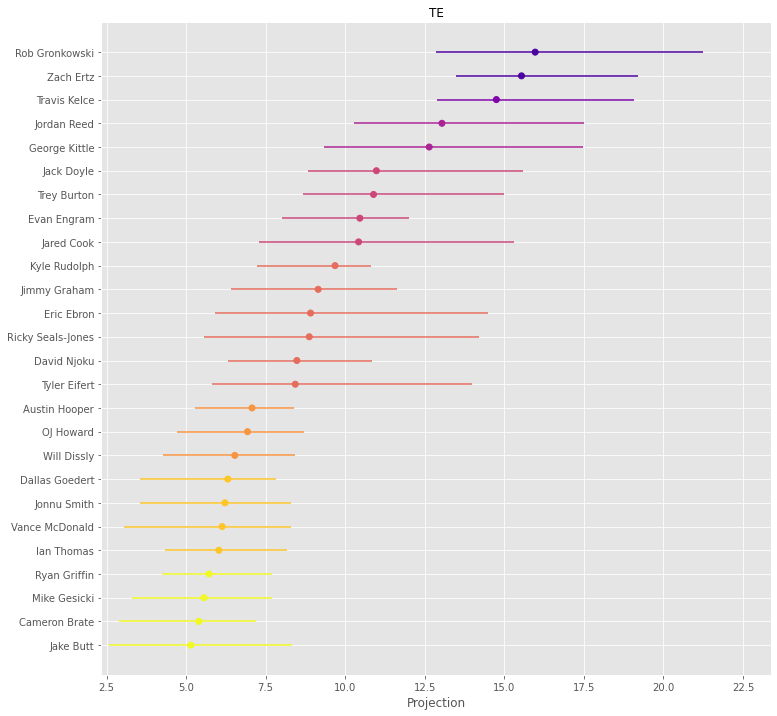 TE
Rob Gronkowski
Zach Ertz
Travis Kelce
Jordan Reed
George Kittle
Jack Doyle
Trey Burton
Evan Engram
Jared Cook
Kyle Rudolph
Jimmy Graham
Eric Ebron
Ricky Seals-Jones
David Njoku
Tyler Eifert
Austin Hooper
OJ Howard
Will Dissly
Dallas Goedert
Jonnu Smith
Vance McDonald
Ian Thomas
Ryan Griffin
Mike Gesicki
Cameron Brate
Jake Butt
2.5 5.0 7.5 10.0 12.5 15.0 17.5 20.0 22.5
Projection